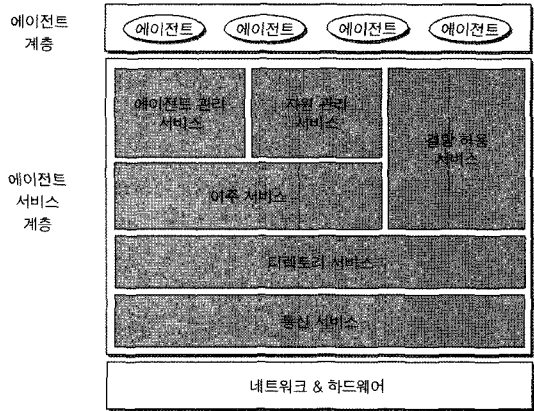 에이전트
계층
에이전트 에이전트 에이전트 에이전트
에이전트 관리
서비스
자원 관리
서비스
결함 허용
서비스
에이전트
서비스
계층
이주 서비스
디렉토리 서비스
통신 서비스
네트워크 & 하드웨어